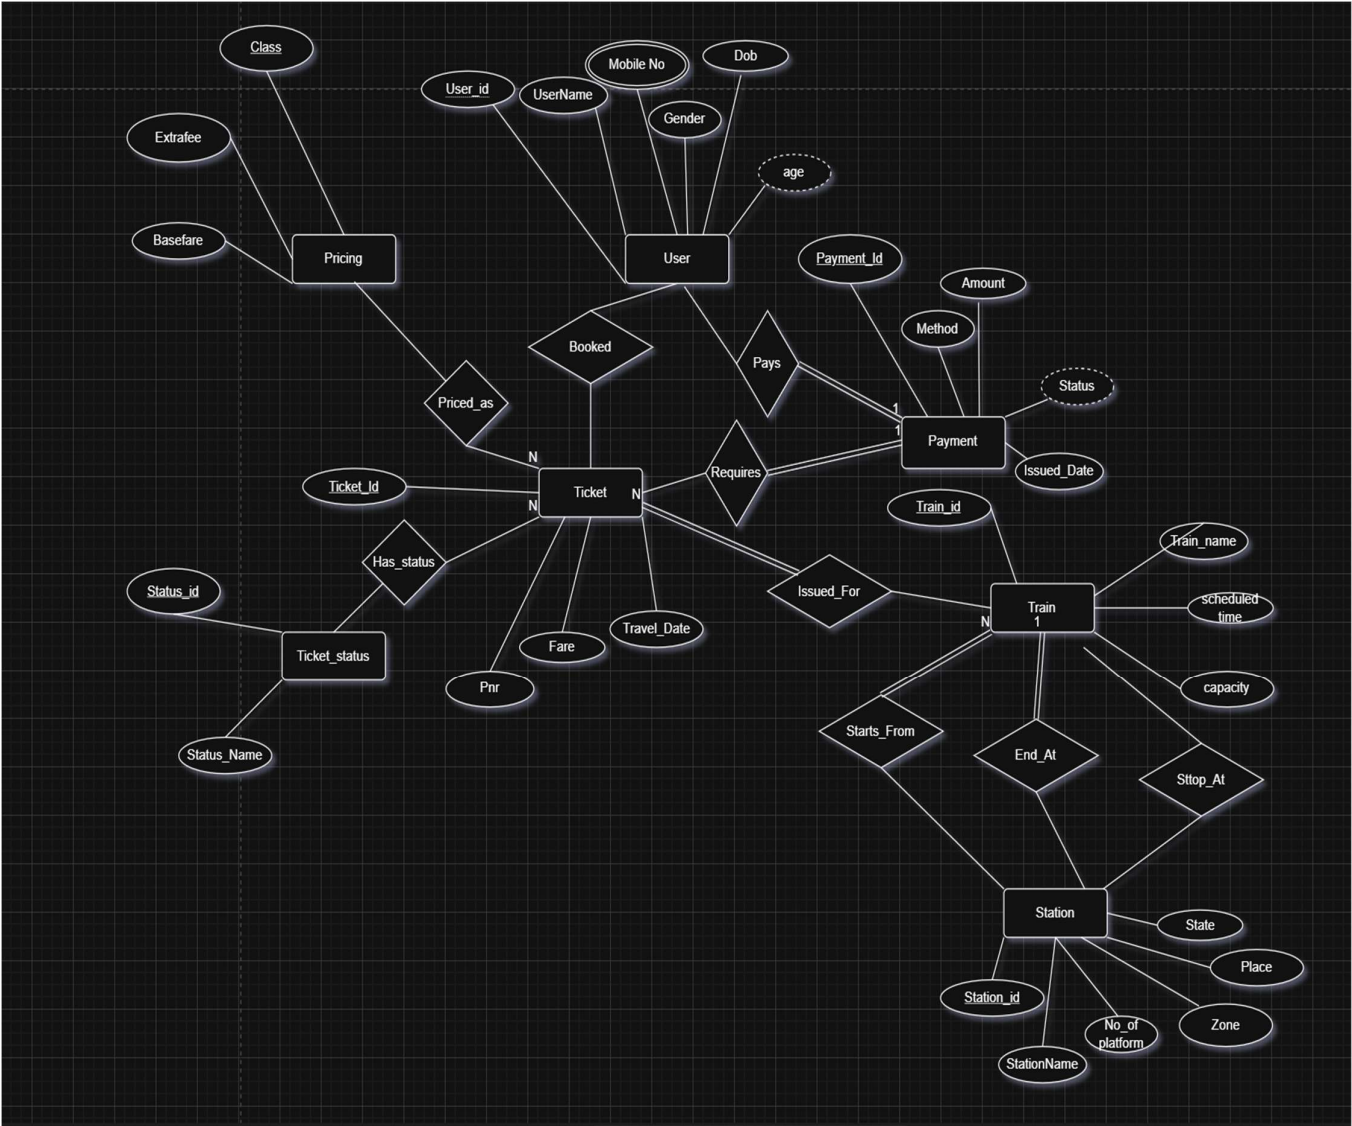 Class
Mobile No
Dob
User_id
UserName
Gender
Extrafee
age
Basefare
Pricing
User
Payment_Id
Amount
Method
Booked
Pays
Status
Priced_as
1
1
Payment
N
Requires
Issued_Date
Ticket_Id
Ticket
N
N
Train_id
Train_name
Has_status
Status_id
Issued_For
Train
scheduled
time
N
1
Travel_Date
Fare
Ticket_status
Pnr
capacity
Starts_From
End_At
Status_Name
Sttop_At
Station
State
Place
Station_id
No_of
platform
Zone
StationName